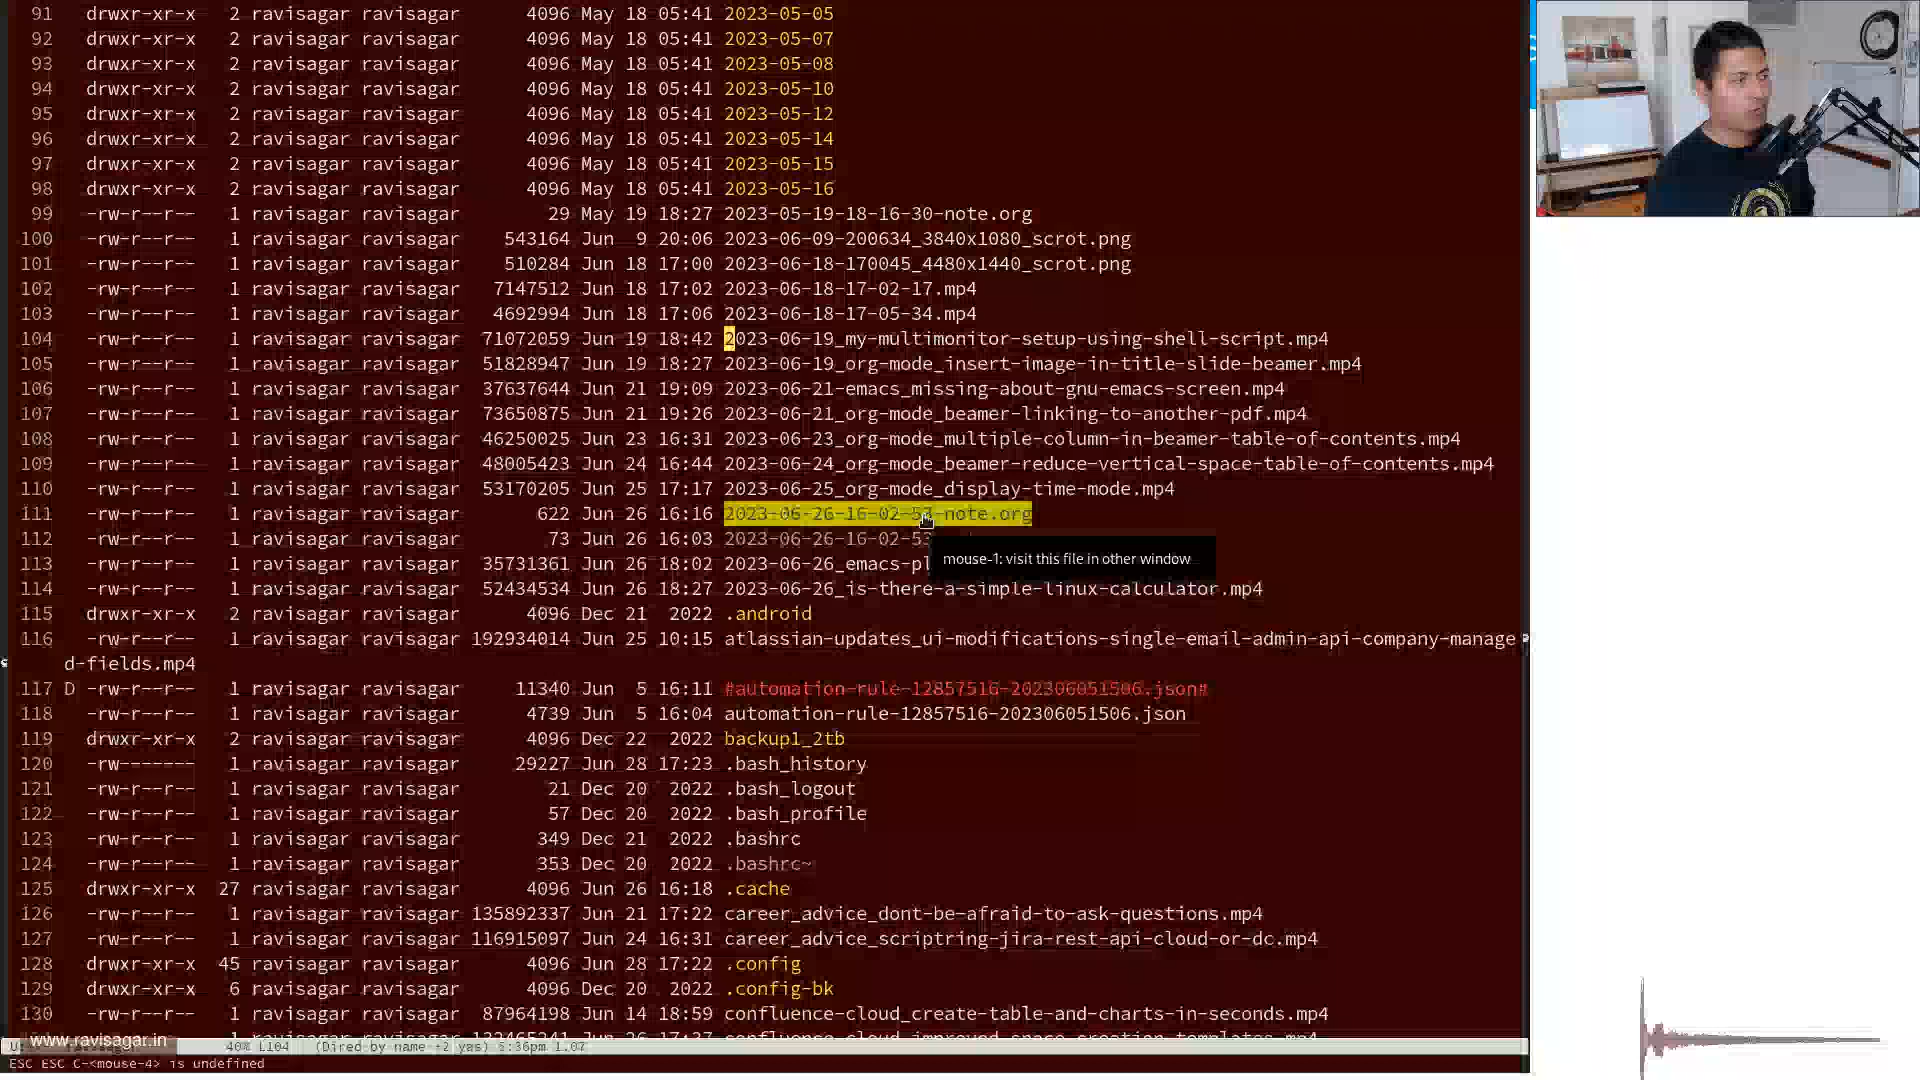 91 drwxr-xr-x 2 ravisagar ravisagar 4096 May 18 05:41 2023-05-05
92 drwxr-xr-x 2 ravisagar ravisagar 4096 May 18 05:41 2023-05-07
93 drwxr-xr-x 2 ravisagar ravisagar 4096 May 18 05:41 2023-05-08
94 drwxr-xr-x 2 ravisagar ravisagar 4096 May 18 05:41 2023-05-10
95 drwxr-xr-x 2 ravisagar ravisagar 4096 May 18 05:41 2023-05-12
96 drwxr-xr-x 2 ravisagar ravisagar 4096 May 18 05:41 2023-05-14
97 drwxr-xr-x 2 ravisagar ravisagar 4096 May 18 05:41 2023-05-15
98 drwxr-xr-x 2 ravisagar ravisagar 4096 May 18 05:41 2023-05-16
99 -rw-r--r-- 1 ravisagar ravisagar 29 May 19 18:27 2023-05-19-18-16-30-note.org
100 -rw-r--r-- 1 ravisagar ravisagar 543164 Jun 9 20:06 2023-06-09-200634_3840x1080_scrot.png
101 -rw-r--r-- 1 ravisagar ravisagar 510284 Jun 18 17:00 2023-06-18-170045_4480x1440_scrot.png
102 -rw-r--r-- 1 ravisagar ravisagar 7147512 Jun 18 17:02 2023-06-18-17-02-17.mp4
103 -rw-r--r-- 1 ravisagar ravisagar 4692994 Jun 18 17:06 2023-06-18-17-05-34.mp4
104 -rw-r--r-- 1 ravisagar ravisagar 71072059 Jun 19 18:42 2023-06-19_my-multimonitor-setup-using-shell-script.mp4
105 -rw-r--r-- 1 ravisagar ravisagar 51828947 Jun 19 18:27 2023-06-19_org-mode_insert-image-in-title-slide-beamer.mp4
106 -rw-r--r-- 1 ravisagar ravisagar 37637644 Jun 21 19:09 2023-06-21-emacs_missing-about-gnu-emacs-screen.mp4
107 -rw-r--r-- 1 ravisagar ravisagar 73650875 Jun 21 19:26 2023-06-21_org-mode_beamer-linking-to-another-pdf.mp4
108 -rw-r--r-- 1 ravisagar ravisagar 46250025 Jun 23 16:31 2023-06-23_org-mode_multiple-column-in-beamer-table-of-contents.mp4
109 -rw-r--r-- 1 ravisagar ravisagar 48005423 Jun 24 16:44 2023-06-24_org-mode_beamer-reduce-vertical-space-table-of-contents.mp4
110 -rw-r--r-- 1 ravisagar ravisagar 53170205 Jun 25 17:17 2023-06-25_org-mode_display-time-mode.mp4
111 -rw-r--r-- 1 ravisagar ravisagar 622 Jun 26 16:16 2023-06-26-16-02-53-note.org
112 -rw-r--r-- 1 ravisagar ravisagar 73 Jun 26 16:03 2023-06-26-16-02-53
mouse-1: visit this file in other window
113 -rw-r--r-- 1 ravisagar ravisagar 35731361 Jun 26 18:02 2023-06-26_emacs-pl
114 -rw-r--r-- 1 ravisagar ravisagar 52434534 Jun 26 18:27 2023-06-26_is-there-a-simple-linux-calculator.mp4
115 drwxr-xr-x 2 ravisagar ravisagar 4096 Dec 21 2022 .android
116 -rw-r--r-- 1 ravisagar ravisagar 192934014 Jun 25 10:15 atlassian-updates_ui-modifications-single-email-admin-api-company-manage
d-fields.mp4
117 D -rw-r--r-- 1 ravisagar ravisagar 11340 Jun 5 16:11 #automation-rule-12857516-202306051506.json#
118 -rw-r--r-- 1 ravisagar ravisagar 4739 Jun 5 16:04 automation-rule-12857516-202306051506.json
119 drwxr-xr-x 2 ravisagar ravisagar 4096 Dec 22 2022 backup1_2tb
120 -rw------- 1 ravisagar ravisagar 29227 Jun 28 17:23 .bash_history
121 -rw-r--r-- 1 ravisagar ravisagar 21 Dec 20 2022 .bash_logout
122 -rw-r--r-- 1 ravisagar ravisagar 57 Dec 20 2022 .bash_profile
123 -rw-r--r-- 1 ravisagar ravisagar 349 Dec 21 2022 .bashrc
124 -rw-r--r-- 1 ravisagar ravisagar 353 Dec 20 2022 .bashrc~
125 drwxr-xr-x 27 ravisagar ravisagar 4096 Jun 26 16:18 .cache
126 -rw-r--r-- 1 ravisagar ravisagar 135892337 Jun 21 17:22 career_advice_dont-be-afraid-to-ask-questions.mp4
127 -rw-r--r-- 1 ravisagar ravisagar 116915097 Jun 24 16:31 career_advice_scriptring-jira-rest-api-cloud-or-dc.mp4
128 drwxr-xr-x 45 ravisagar ravisagar 4096 Jun 28 17:22 .config
129 drwxr-xr-x 6 ravisagar ravisagar 4096 Dec 20 2022 .config-bk
130 -rw-r--r-- 1 ravisagar ravisagar 87964198 Jun 14 18:59 confluence-cloud_create-table-and-charts-in-seconds.mp4
www.ravisagar.in
40% L104 (Dired by name +2 yas) 5:36pm 1.07
ESC ESC C-<mouse-4> is undefined